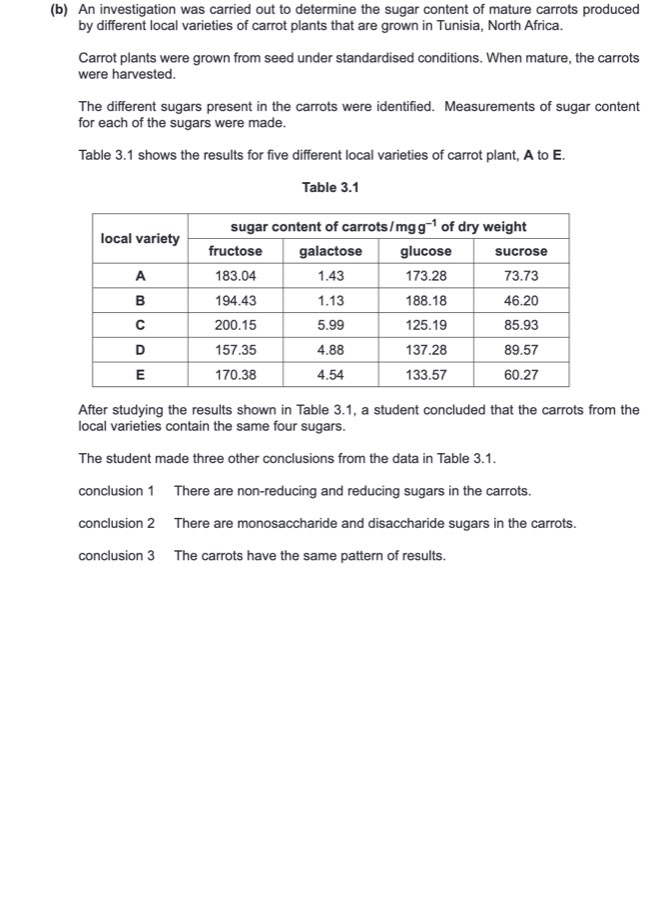 (b) An investigation was carried out to determine the sugar content of mature carrots produced
by different local varieties of carrot plants that are grown in Tunisia, North Africa.
Carrot plants were grown from seed under standardised conditions. When mature, the carrots
were harvested.
The different sugars present in the carrots were identified. Measurements of sugar content
for each of the sugars were made.
Table 3.1 shows the results for five different local varieties of carrot plant, A to E.
Table 3.1
local variety
sugar content of carrots/mg g⁻¹ of dry weight
fructose galactose glucose sucrose
A 183.04 1.43 173.28 73.73
B 194.43 1.13 188.18 46.20
C 200.15 5.99 125.19 85.93
D 157.35 4.88 137.28 89.57
E 170.38 4.54 133.57 60.27
After studying the results shown in Table 3.1, a student concluded that the carrots from the
local varieties contain the same four sugars.
The student made three other conclusions from the data in Table 3.1.
conclusion 1 There are non-reducing and reducing sugars in the carrots.
conclusion 2 There are monosaccharide and disaccharide sugars in the carrots.
conclusion 3 The carrots have the same pattern of results.